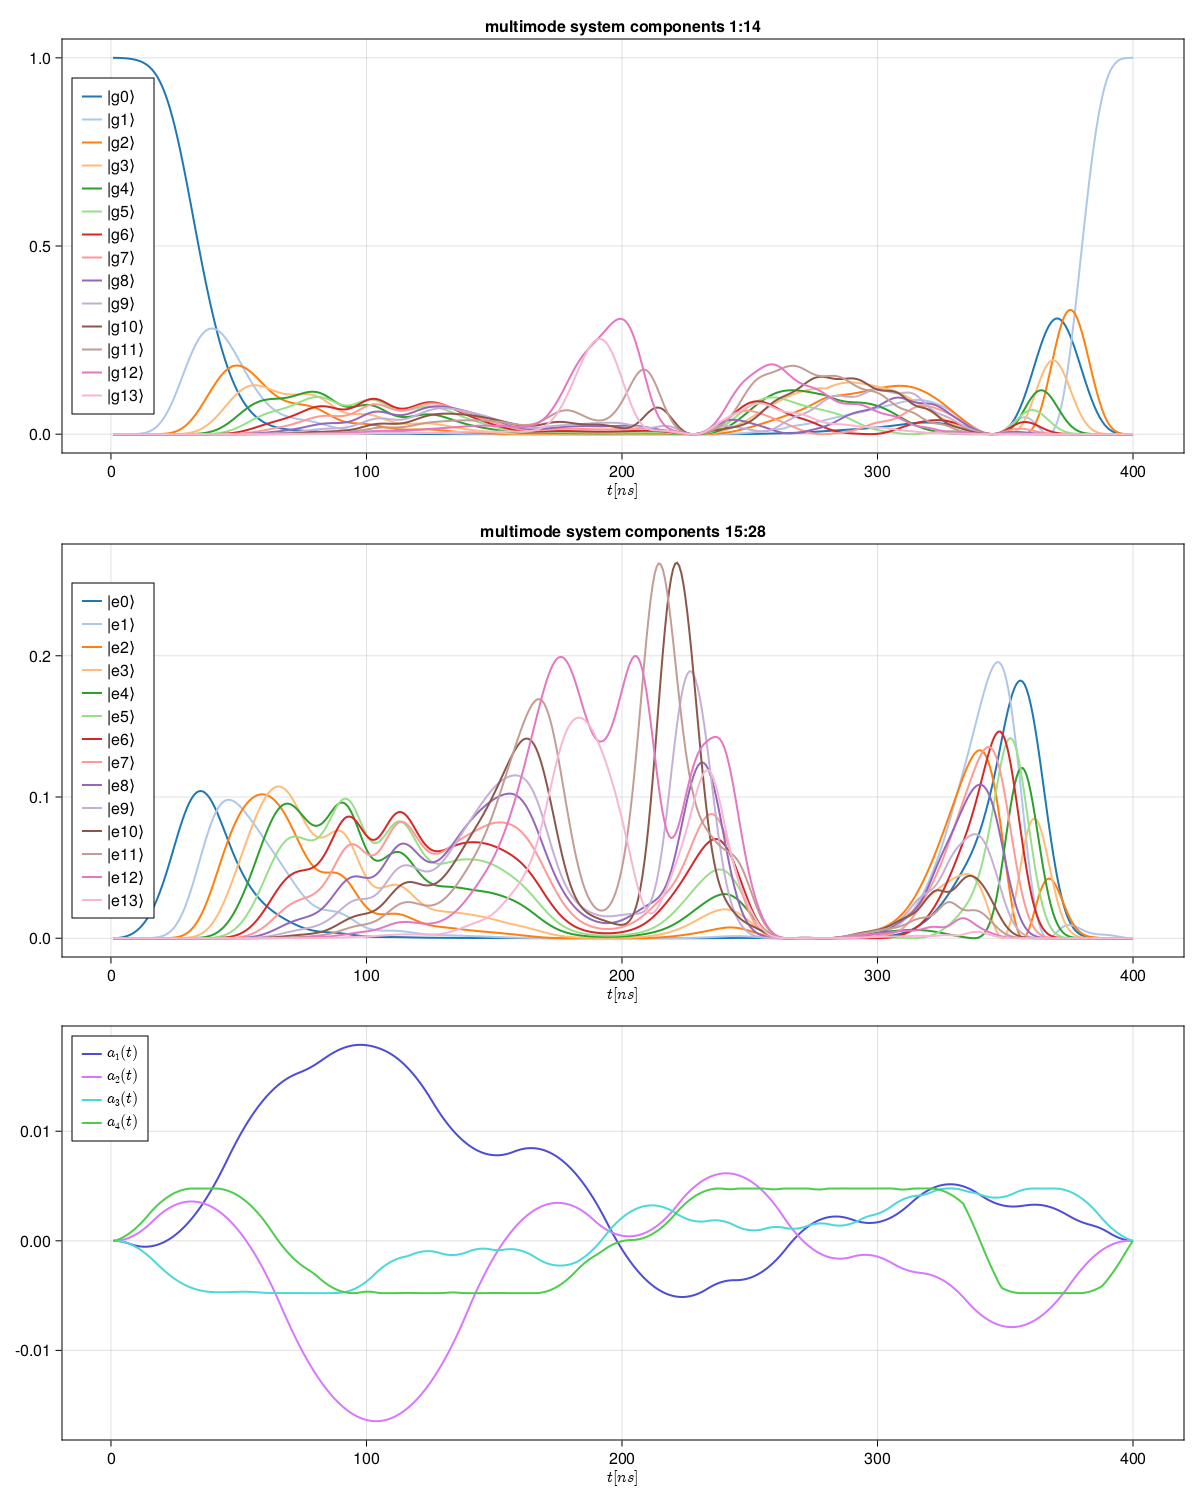 multimode system components 1:14
1.0
0.5
0.0
|g0⟩
|g1⟩
|g2⟩
|g3⟩
|g4⟩
|g5⟩
|g6⟩
|g7⟩
|g8⟩
|g9⟩
|g10⟩
|g11⟩
|g12⟩
|g13⟩
0 100 200 300 400
t[ns]
multimode system components 15:28
0.2
0.1
0.0
|e0⟩
|e1⟩
|e2⟩
|e3⟩
|e4⟩
|e5⟩
|e6⟩
|e7⟩
|e8⟩
|e9⟩
|e10⟩
|e11⟩
|e12⟩
|e13⟩
0 100 200 300 400
t[ns]
a₁(t)
a₂(t)
a₃(t)
a₄(t)
0.01
0.00
-0.01
0 100 200 300 400
t[ns]